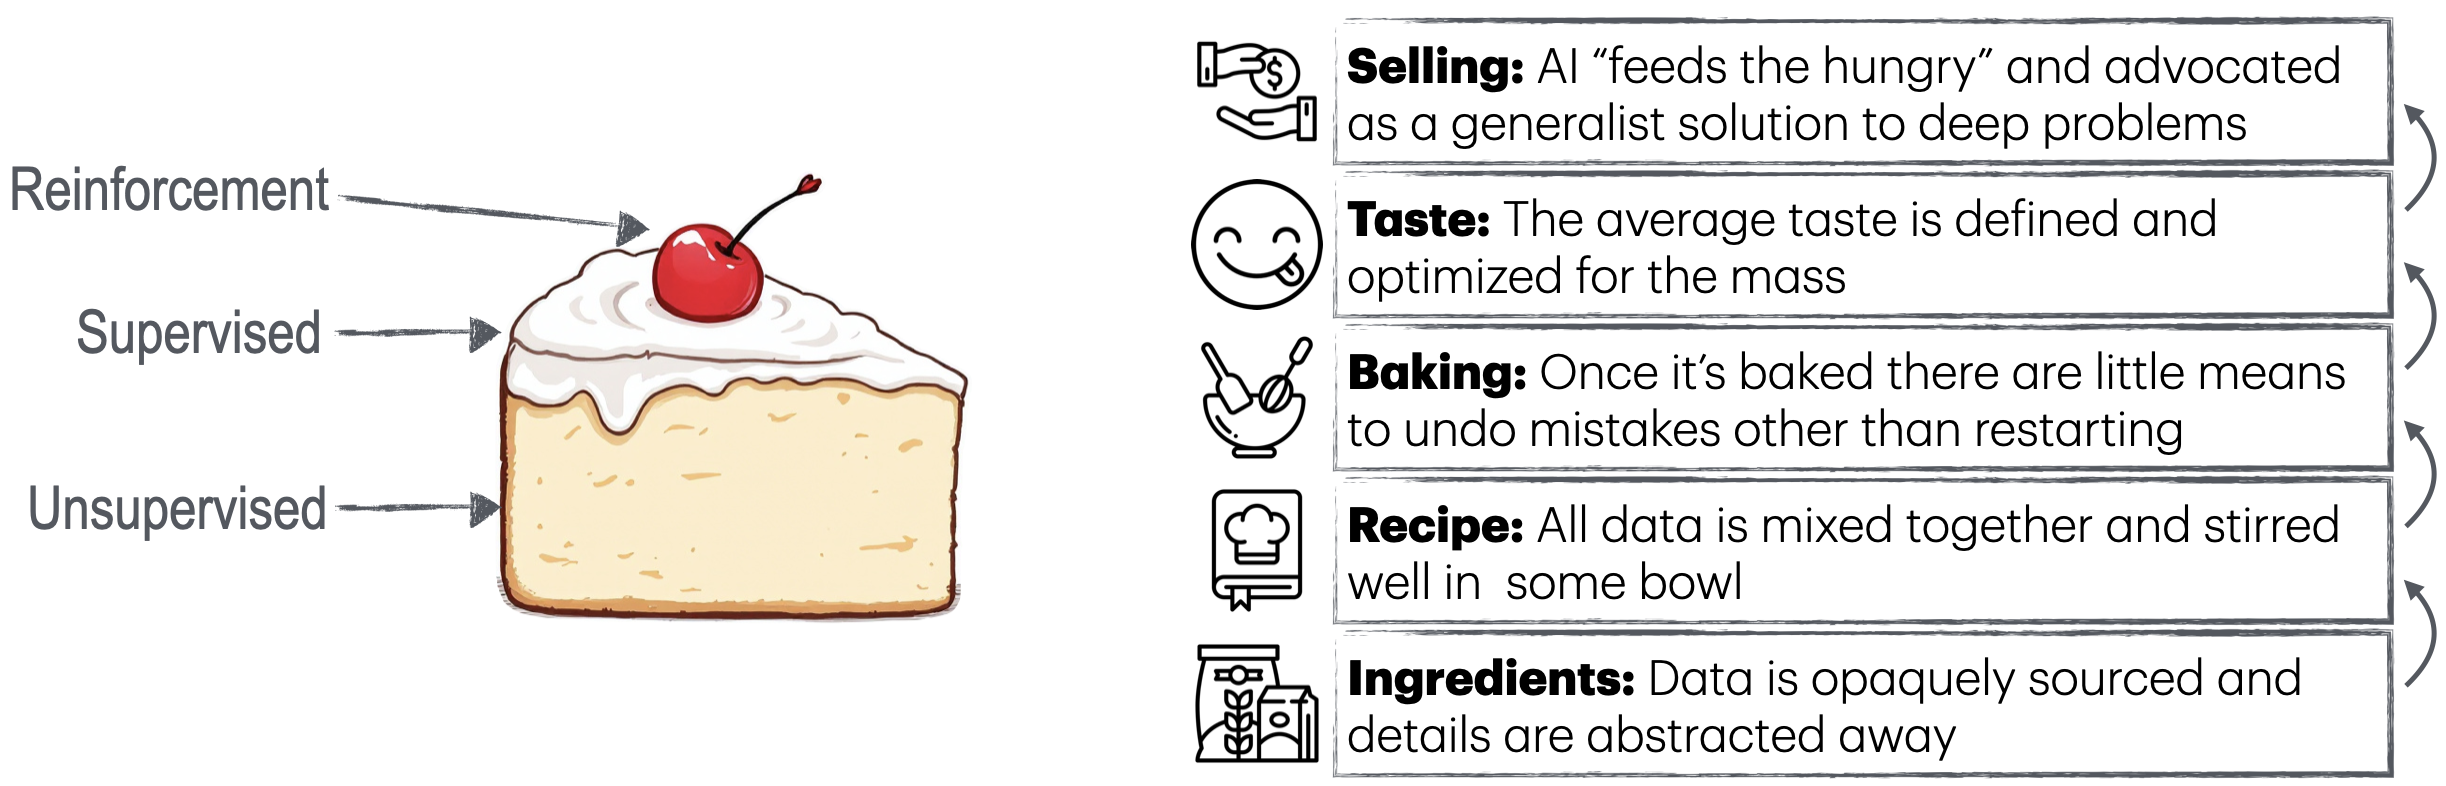 Reinforcement
Supervised
Unsupervised
Selling: AI “feeds the hungry” and advocated
as a generalist solution to deep problems
Taste: The average taste is defined and
optimized for the mass
Baking: Once it’s baked there are little means
to undo mistakes other than restarting
Recipe: All data is mixed together and stirred
well in  some bowl
Ingredients: Data is opaquely sourced and
details are abstracted away